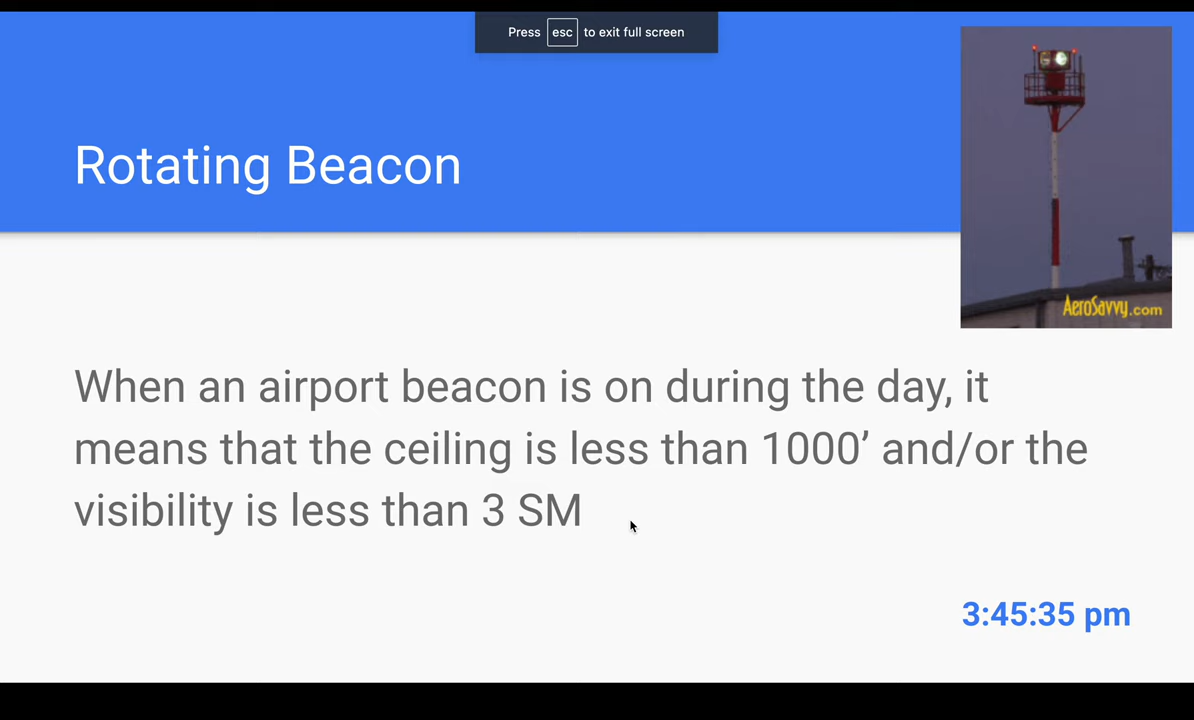 Press esc to exit full screen
Rotating Beacon
AeroSavvy.com
When an airport beacon is on during the day, it
means that the ceiling is less than 1000’ and/or the
visibility is less than 3 SM
3:45:35 pm